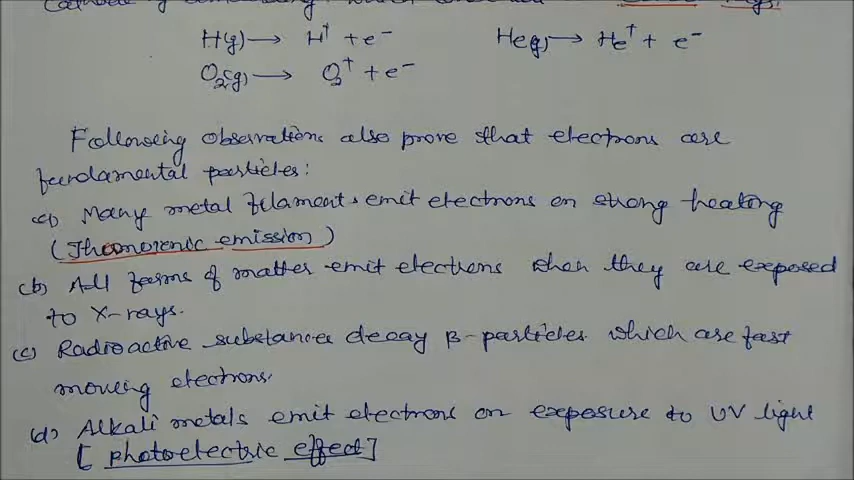 Cathode
H(g) → H⁺ + e⁻ He(g) → He⁺ + e⁻
O₂(g) → O₂⁺ + e⁻
Following observations also prove that electrons are
fundamental particles:
(a) Many metal filaments emit electrons on strong heating
(Thermoionic emission)
(b) All forms of matter emit electrons when they are exposed
to X-rays.
(c) Radioactive substances decay β-particles which are fast
moving electrons.
(d) Alkali metals emit electrons on exposure to UV light
[photoelectric effect]